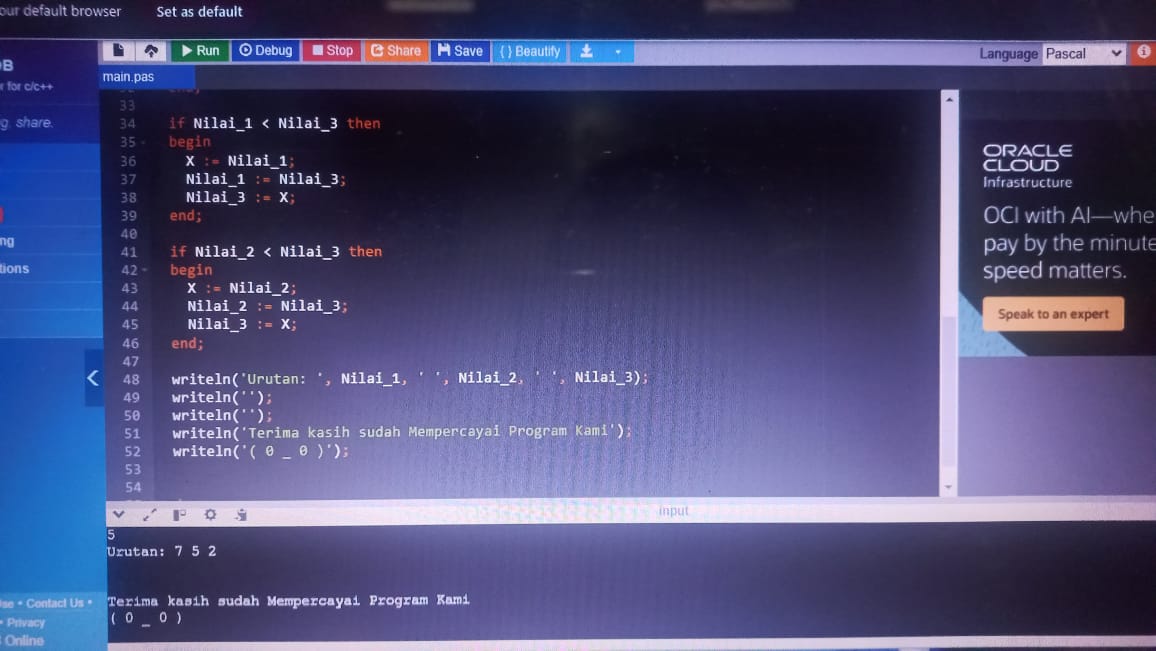 our default browser Set as default
Run Debug Stop Share Save { } Beautify
Language Pascal
main.pas
r for c/c++
g. share.
33
34 if Nilai_1 < Nilai_3 then
35 begin
36 X := Nilai_1;
37 Nilai_1 := Nilai_3;
38 Nilai_3 := X;
39 end;
40
41 if Nilai_2 < Nilai_3 then
42 begin
43 X := Nilai_2;
44 Nilai_2 := Nilai_3;
45 Nilai_3 := X;
46 end;
47
48 writeln('Urutan: ', Nilai_1, ' ', Nilai_2, ' ', Nilai_3);
49 writeln('');
50 writeln('');
51 writeln('Terima kasih sudah Mempercayai Program Kami');
52 writeln('( 0 _ 0 )');
53
54
ORACLE
CLOUD
Infrastructure
OCI with AI—whe
pay by the minute
speed matters.
Speak to an expert
ng
tions
input
5
Urutan: 7 5 2
Terima kasih sudah Mempercayai Program Kami
( 0 _ 0 )
• Contact Us •
• Privacy
Online